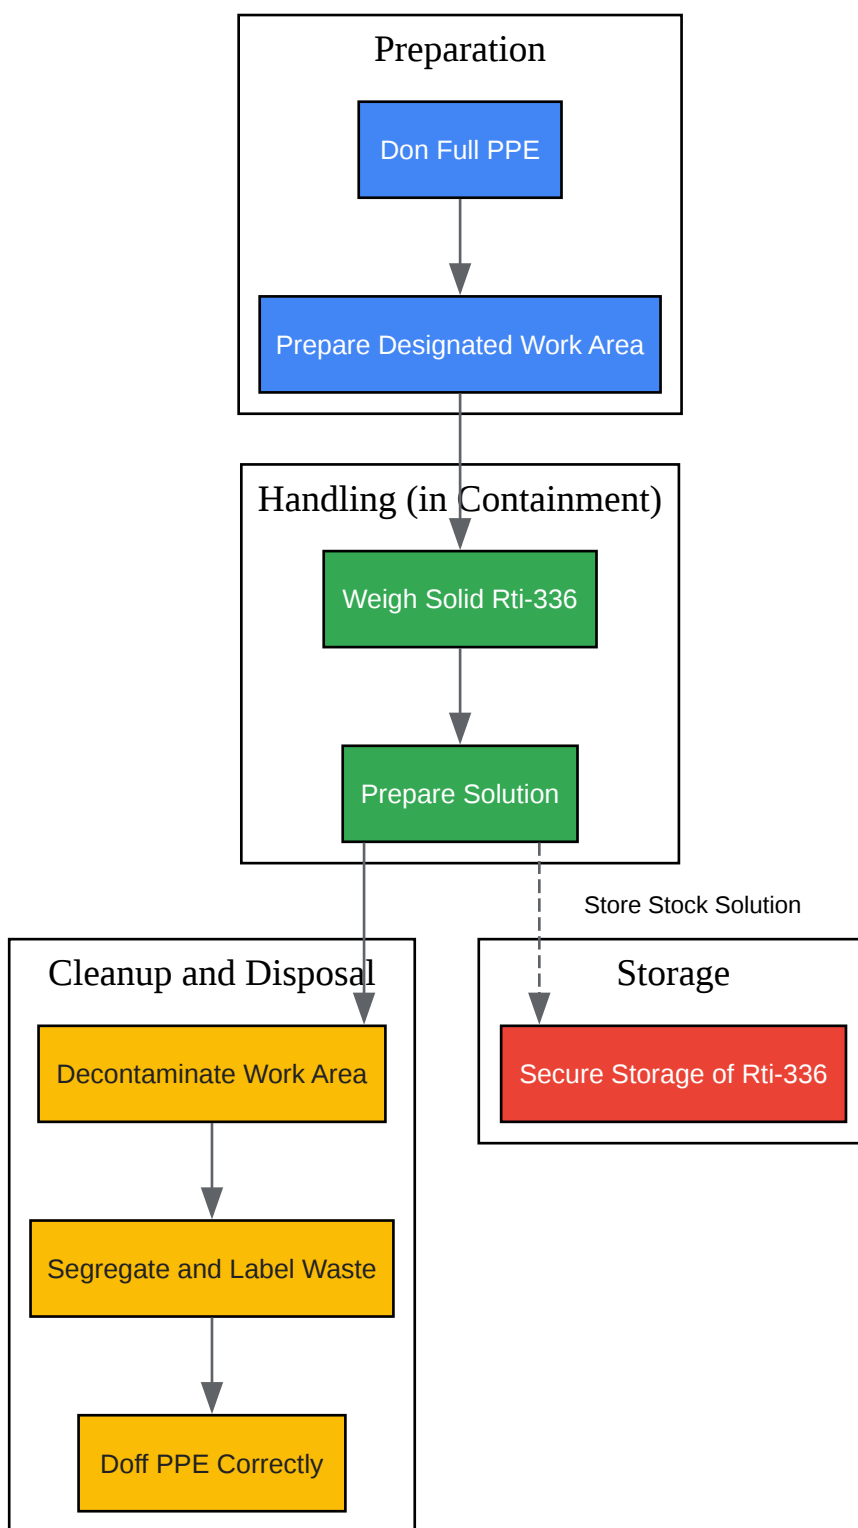 Preparation
Don Full PPE
Prepare Designated Work Area
Handling (in Containment)
Weigh Solid Rti-336
Prepare Solution
Store Stock Solution
Cleanup and Disposal
Storage
Decontaminate Work Area
Secure Storage of Rti-336
Segregate and Label Waste
Doff PPE Correctly